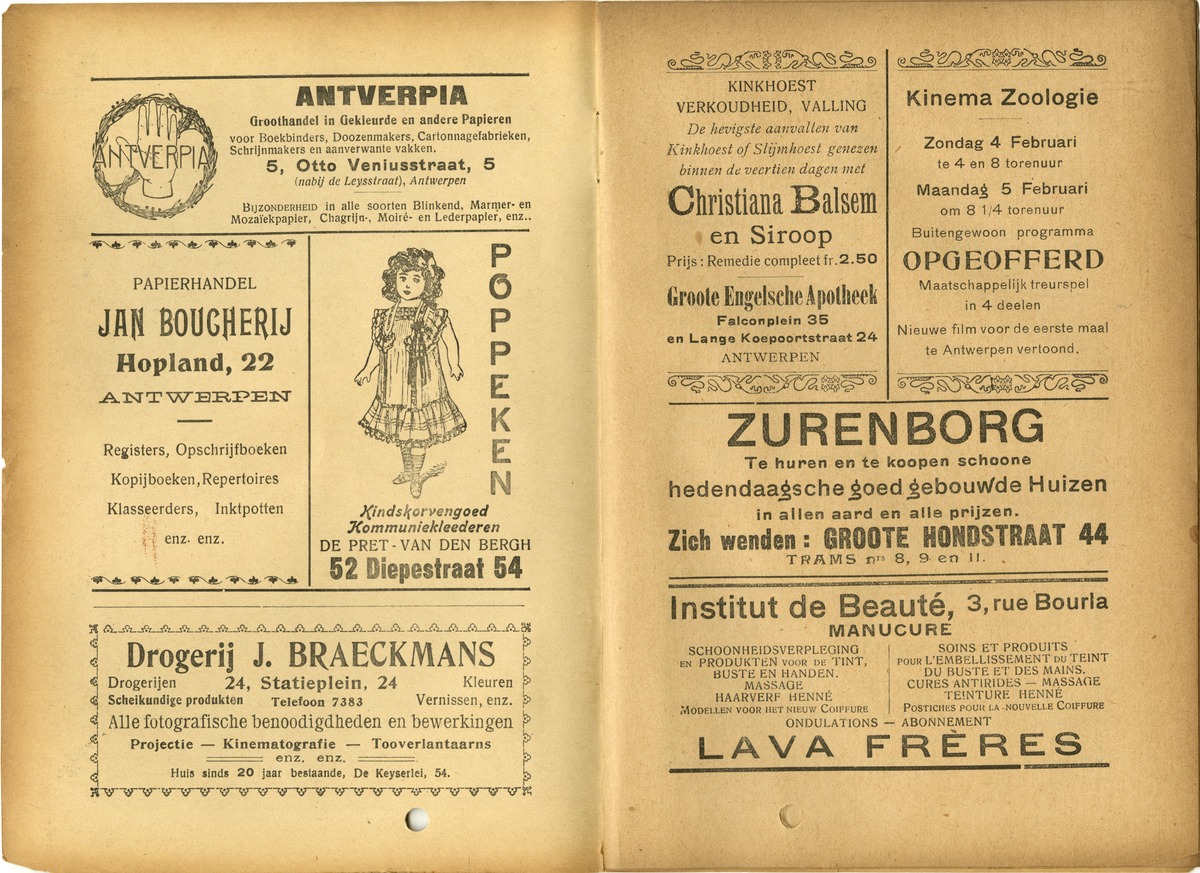 ANTVERPIA
ANTVERPIA
Groothandel in Gekleurde en andere Papieren
voor Boekbinders, Doozenmakers, Cartonnagefabrieken,
Schrijnmakers en aanverwante vakken.
5, Otto Veniusstraat, 5
(nabij de Leysstraat), Antwerpen
BIJZONDERHEID in alle soorten Blinkend, Marmer- en
Mozaïekpapier, Chagrijn-, Moiré- en Lederpapier, enz..
PAPIERHANDEL
JAN BOUCHERIJ
Hopland, 22
ANTWERPEN
Registers, Opschrijfboeken
Kopijboeken, Repertoires
Klasseerders, Inktpotten
enz. enz.
POPPEKEN
Kindskorvengoed
Kommuniekleederen
DE PRET-VAN DEN BERGH
52 Diepestraat 54
Drogerij J. BRAECKMANS
Drogerijen 24, Statieplein, 24 Kleuren
Scheikundige produkten Telefoon 7383 Vernissen, enz.
Alle fotografische benoodigdheden en bewerkingen
Projectie — Kinematografie — Tooverlantaarns
enz. enz.
Huis sinds 20 jaar bestaande, De Keyserlei, 54.
KINKHOEST
VERKOUDHEID, VALLING
De hevigste aanvallen van
Kinkhoest of Slijmhoest genezen
binnen de veertien dagen met
Christiana Balsem
en Siroop
Prijs : Remedie compleet fr. 2.50
Groote Engelsche Apotheek
Falconplein 35
en Lange Koepoortstraat 24
ANTWERPEN
Kinema Zoologie
Zondag 4 Februari
te 4 en 8 torenuur
Maandag 5 Februari
om 8 1/4 torenuur
Buitengewoon programma
OPGEOFFERD
Maatschappelijk treurspel
in 4 deelen
Nieuwe film voor de eerste maal
te Antwerpen vertoond.
ZURENBORG
Te huren en te koopen schoone
hedendaagsche goed gebouwde Huizen
in allen aard en alle prijzen.
Zich wenden : GROOTE HONDSTRAAT 44
TRAMS nrs 8, 9 en 11.
Institut de Beauté, 3, rue Bourla
MANUCURE
SCHOONHEIDSVERPLEGING
EN PRODUKTEN VOOR DE TINT,
BUSTE EN HANDEN.
MASSAGE
HAARVERF HENNÉ
MODELLEN VOOR HET NIEUW COIFFURE
SOINS ET PRODUITS
POUR L'EMBELLISSEMENT DU TEINT
DU BUSTE ET DES MAINS.
CURES ANTIRIDES — MASSAGE
TEINTURE HENNÉ
POSTICHES POUR LA NOUVELLE COIFFURE
ONDULATIONS — ABONNEMENT
LAVA FRÈRES